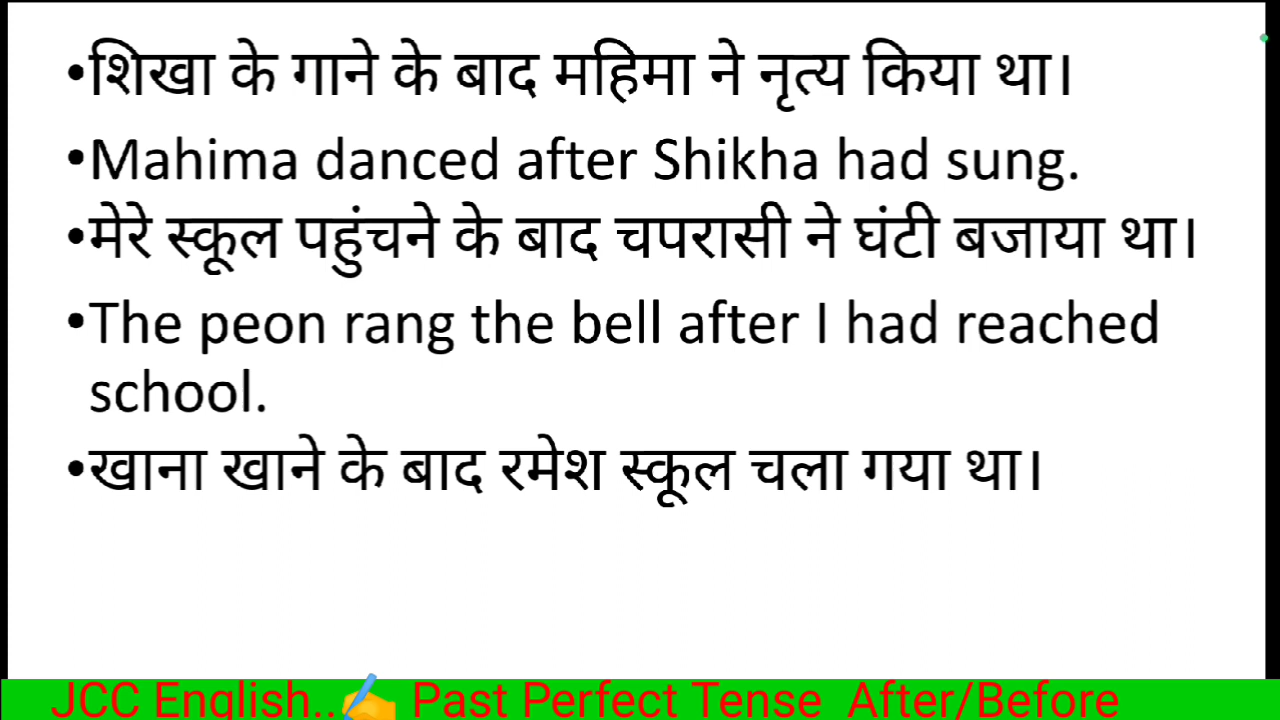 •शिखा के गाने के बाद महिमा ने नृत्य किया था।
•Mahima danced after Shikha had sung.
•मेरे स्कूल पहुंचने के बाद चपरासी ने घंटी बजाया था।
•The peon rang the bell after I had reached
school.
•खाना खाने के बाद रमेश स्कूल चला गया था।
JCC English..✍️ Past Perfect Tense After/Before